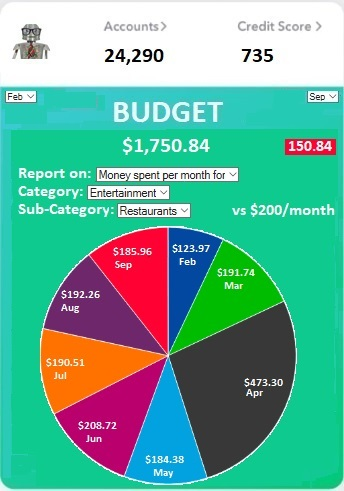 Accounts >
Credit Score >
24,290
735
Feb
Sep
BUDGET
$1,750.84
150.84
Report on: Money spent per month for
Category: Entertainment
Sub-Category: Restaurants
vs $200/month
$185.96
Sep
$123.97
Feb
$191.74
Mar
$192.26
Aug
$190.51
Jul
$473.30
Apr
$208.72
Jun
$184.38
May